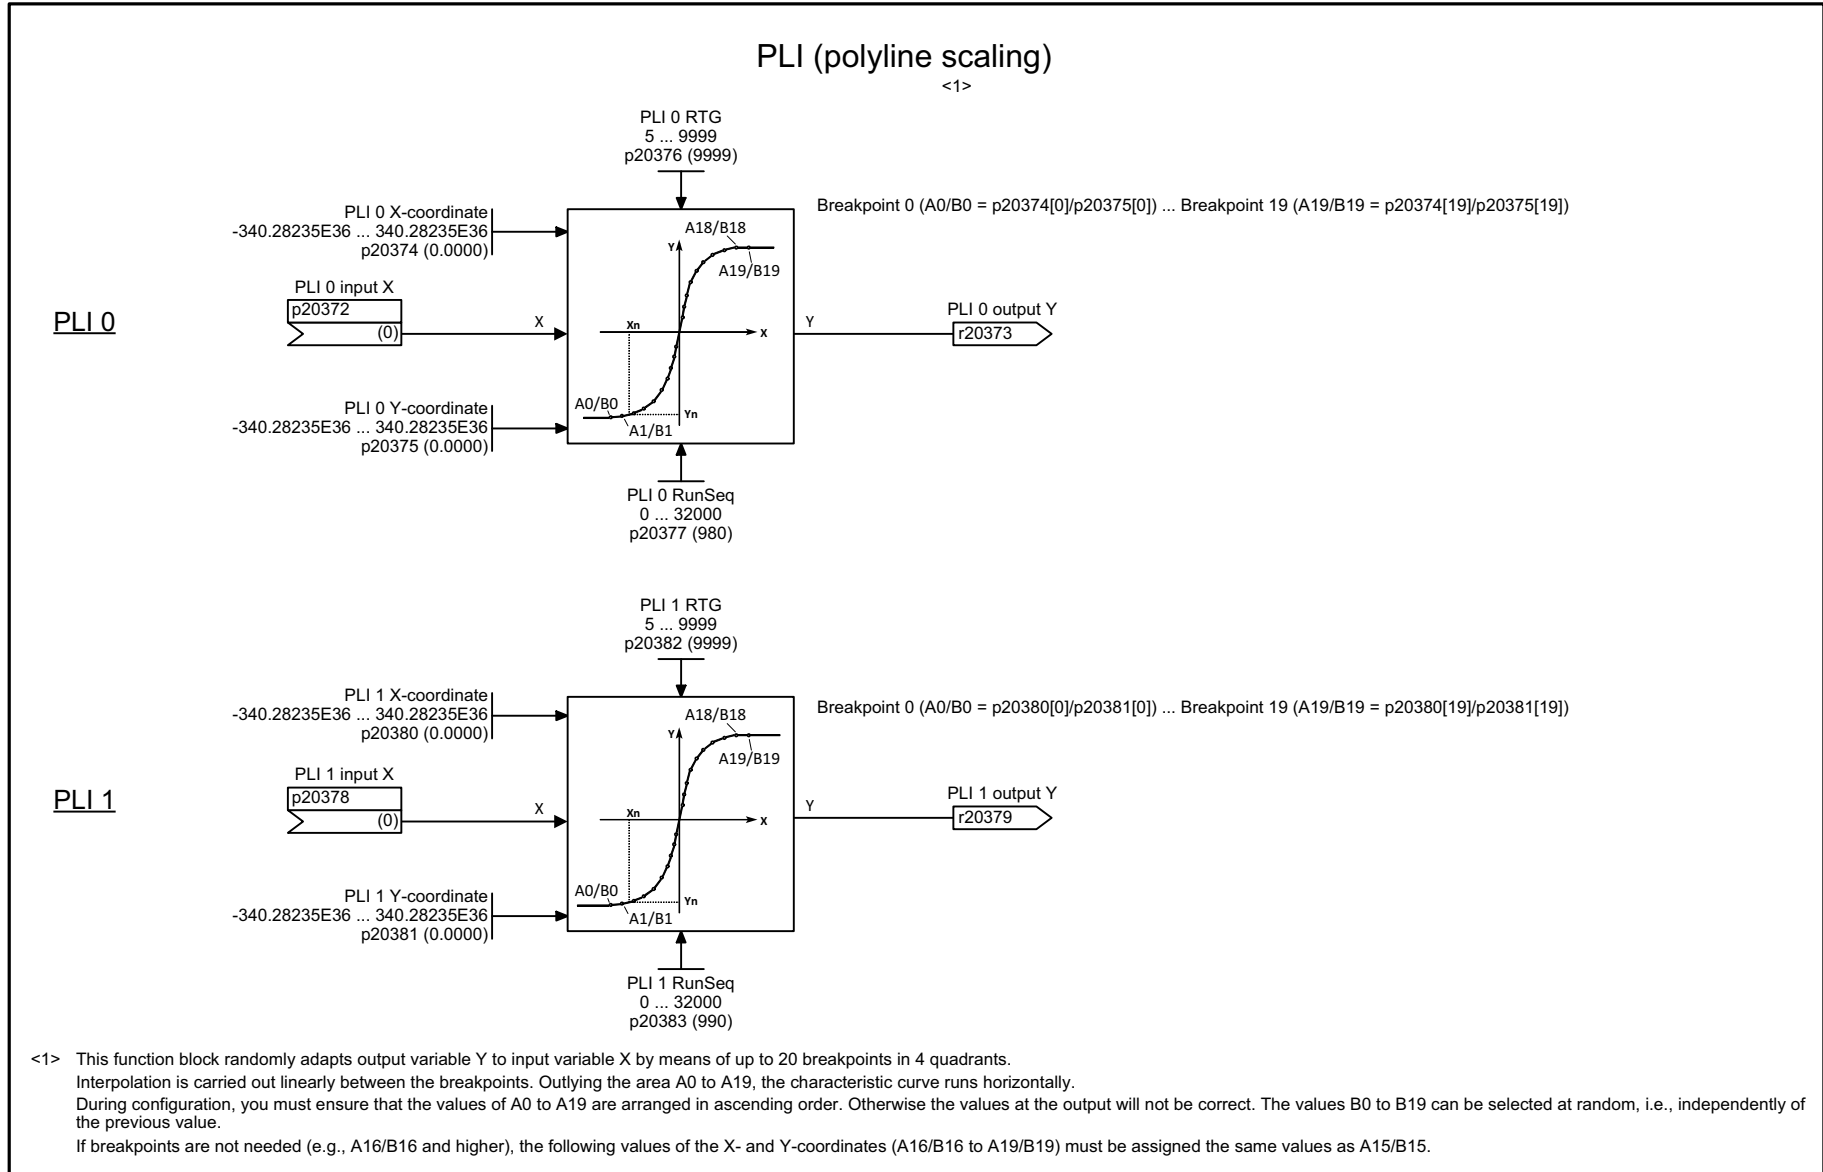 PLI (polyline scaling)
<1>
PLI 0 RTG
5 ... 9999
p20376 (9999)
PLI 0 X-coordinate
-340.28235E36 ... 340.28235E36
p20374 (0.0000)
Breakpoint 0 (A0/B0 = p20374[0]/p20375[0]) ... Breakpoint 19 (A19/B19 = p20374[19]/p20375[19])
A18/B18
Y
A19/B19
PLI 0
PLI 0 input X
p20372
(0)
X
Xn
X
Y
PLI 0 output Y
r20373
PLI 0 Y-coordinate
-340.28235E36 ... 340.28235E36
p20375 (0.0000)
A0/B0
Yn
A1/B1
PLI 0 RunSeq
0 ... 32000
p20377 (980)
PLI 1 RTG
5 ... 9999
p20382 (9999)
PLI 1 X-coordinate
-340.28235E36 ... 340.28235E36
p20380 (0.0000)
Breakpoint 0 (A0/B0 = p20380[0]/p20381[0]) ... Breakpoint 19 (A19/B19 = p20380[19]/p20381[19])
A18/B18
Y
A19/B19
PLI 1
PLI 1 input X
p20378
(0)
X
Xn
X
Y
PLI 1 output Y
r20379
PLI 1 Y-coordinate
-340.28235E36 ... 340.28235E36
p20381 (0.0000)
A0/B0
Yn
A1/B1
PLI 1 RunSeq
0 ... 32000
p20383 (990)
<1> This function block randomly adapts output variable Y to input variable X by means of up to 20 breakpoints in 4 quadrants.
Interpolation is carried out linearly between the breakpoints. Outlying the area A0 to A19, the characteristic curve runs horizontally.
During configuration, you must ensure that the values of A0 to A19 are arranged in ascending order. Otherwise the values at the output will not be correct. The values B0 to B19 can be selected at random, i.e., independently of
the previous value.
If breakpoints are not needed (e.g., A16/B16 and higher), the following values of the X- and Y-coordinates (A16/B16 to A19/B19) must be assigned the same values as A15/B15.